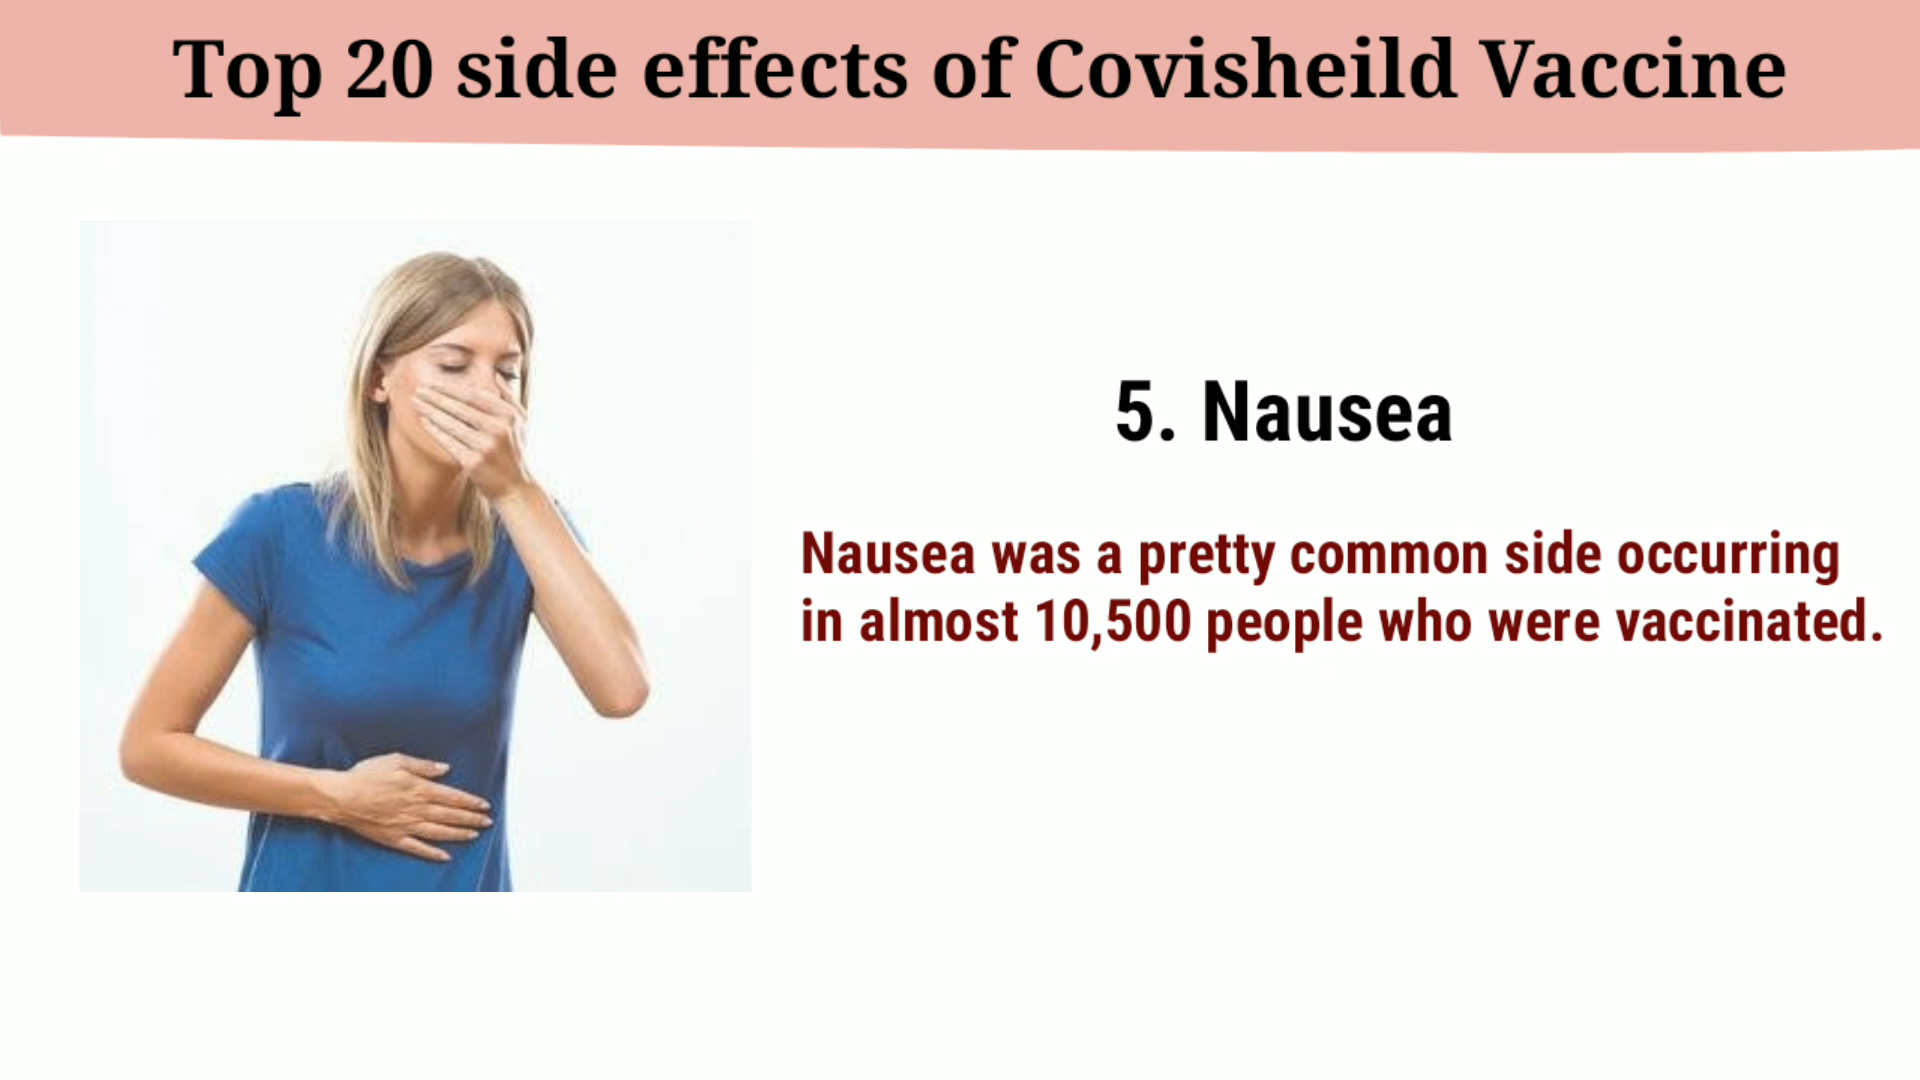 Top 20 side effects of Covisheild Vaccine
5. Nausea
Nausea was a pretty common side occurring
in almost 10,500 people who were vaccinated.